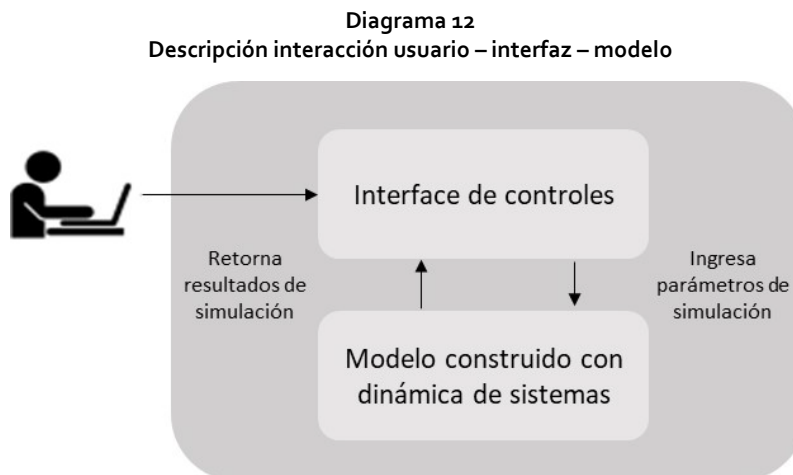 Diagrama 12
Descripción interacción usuario – interfaz – modelo
Interface de controles
Retorna
resultados de
simulación
Ingresa
parámetros de
simulación
Modelo construido con
dinámica de sistemas